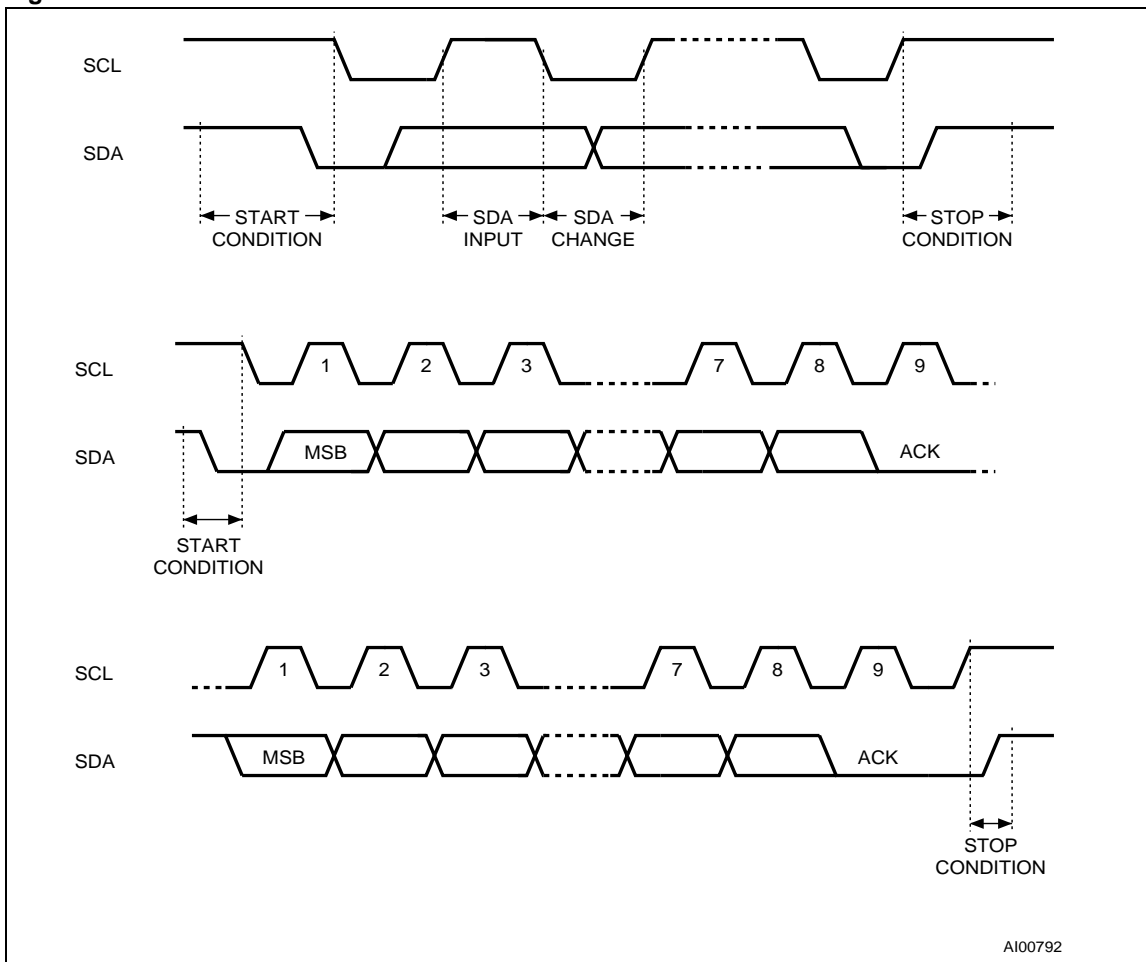 SCL
SDA
START
CONDITION
SDA
INPUT
SDA
CHANGE
STOP
CONDITION
SCL
1 2 3 7 8 9
SDA
MSB ACK
START
CONDITION
SCL
1 2 3 7 8 9
SDA
MSB ACK
STOP
CONDITION
AI00792